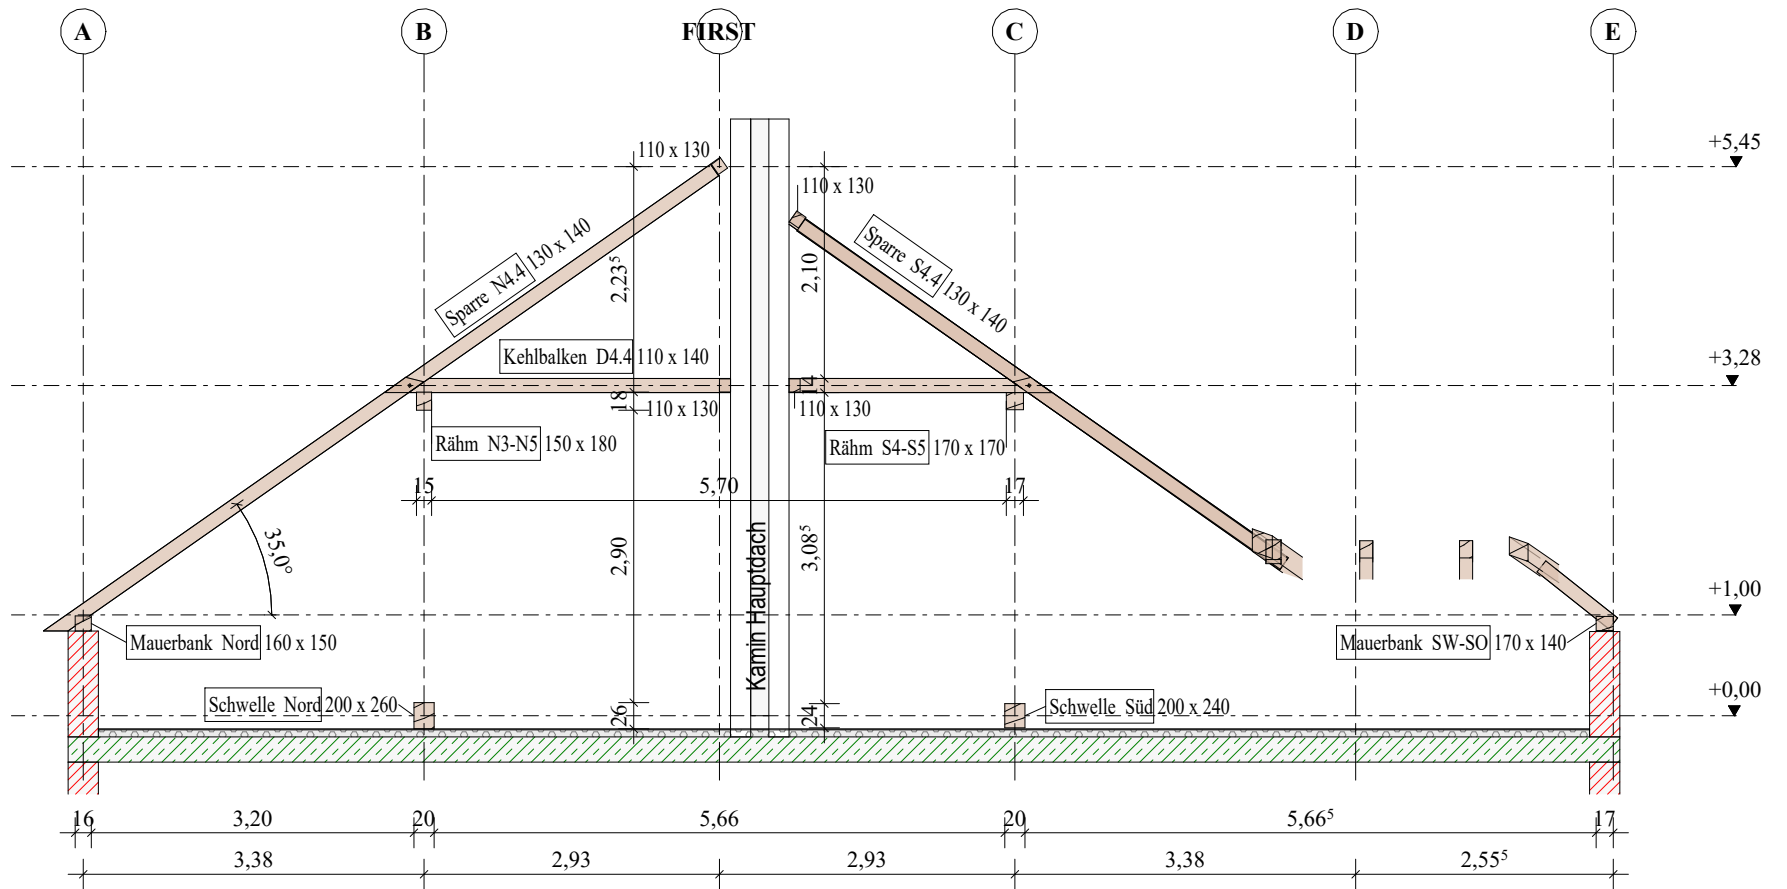 A B FIRST C D E
110 x 130
+5,45
110 x 130
Sparre N4.4 130 x 140
Sparre S4.4 130 x 140
2,23⁵
2,10
Kehlbalken D4.4 110 x 140
+3,28
18
14
110 x 130
110 x 130
Rähm N3-N5 150 x 180
Rähm S4-S5 170 x 170
15 5,70 17
35,0°
2,90
3,08⁵
Kamin Hauptdach
+1,00
Mauerbank Nord 160 x 150
Mauerbank SW-SO 170 x 140
Schwelle Nord 200 x 260
26
24
Schwelle Süd 200 x 240
+0,00
16 3,20 20 5,66 20 5,66⁵ 17
3,38 2,93 2,93 3,38 2,55⁵